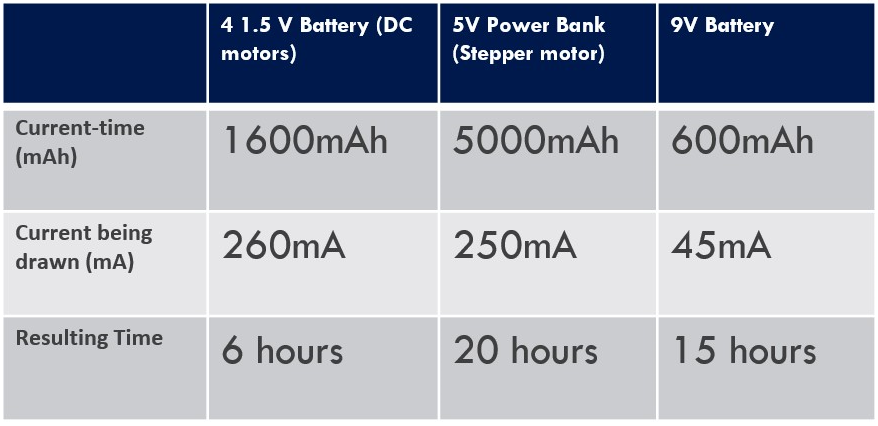 4 1.5 V Battery (DC motors)
5V Power Bank (Stepper motor)
9V Battery
Current-time (mAh)
1600mAh
5000mAh
600mAh
Current being drawn (mA)
260mA
250mA
45mA
Resulting Time
6 hours
20 hours
15 hours